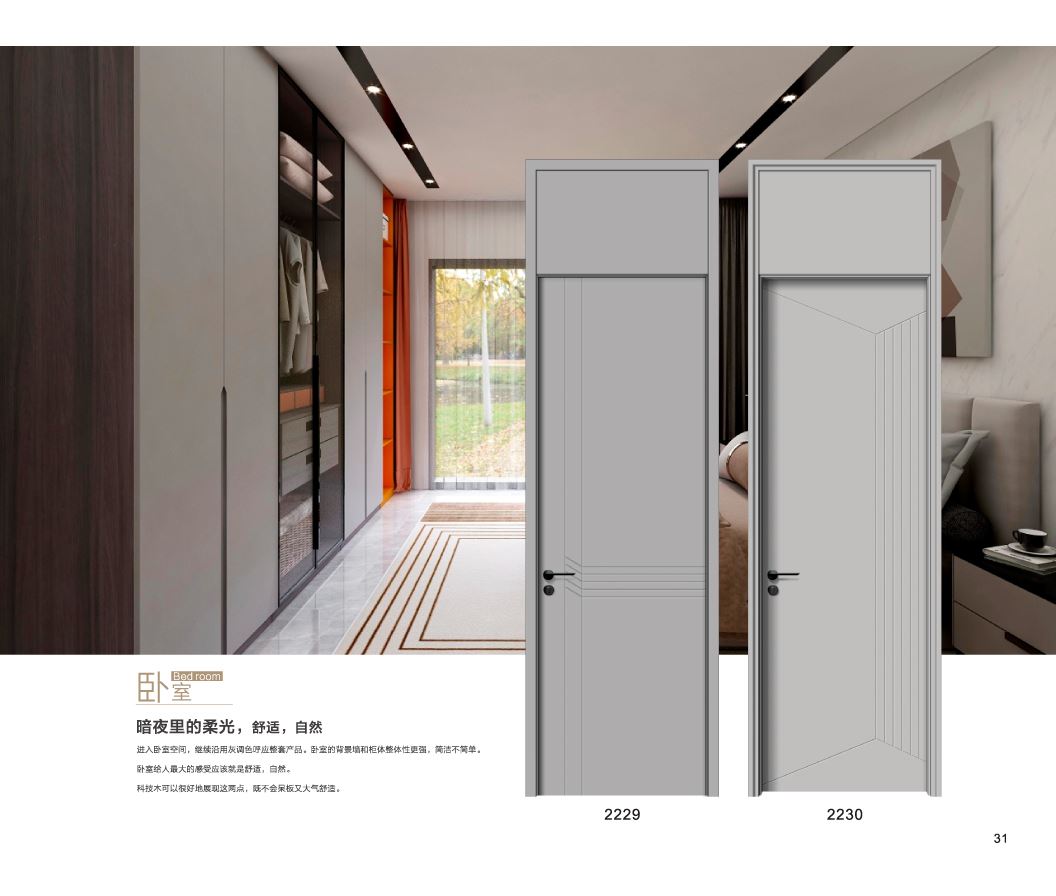 卧室
Bed room
暗夜里的柔光，舒适，自然
进入卧室空间，继续沿用灰调色呼应整套产品。卧室的背景墙和柜体整体性更强，简洁不简单。
卧室给人最大的感受应该就是舒适，自然。
科技木可以很好地展现这两点，既不会呆板又大气舒适。
2229
2230
31